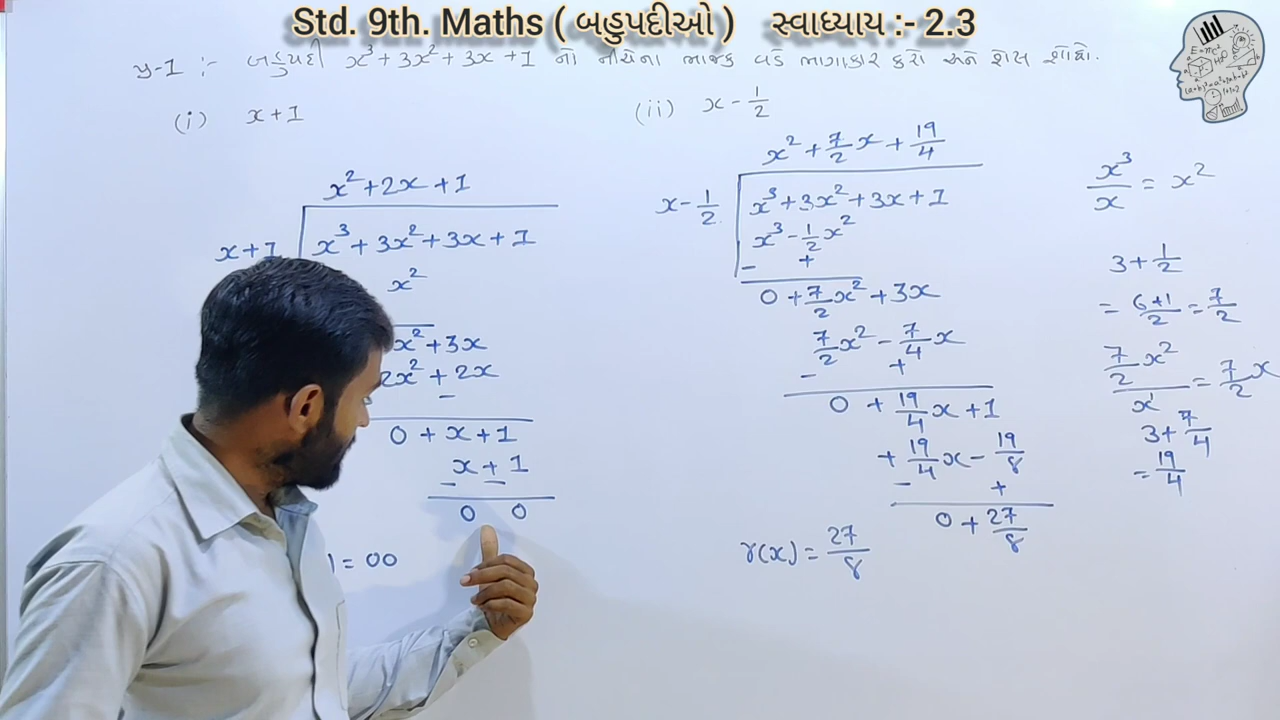 Std. 9th. Maths ( બહુપદીઓ ) સ્વાધ્યાય :- 2.3
પ્ર-1 :- બહુપદી x³ + 3x² + 3x + 1 નો નીચેના ભાજક વડે ભાગાકાર કરો અને શેષ શોધો.
(i) x + 1
x² + 2x + 1
x + 1 x³ + 3x² + 3x + 1
x²
x² + 3x
2x² + 2x
-
0 + x + 1
x + 1
- -
0 0
) = 00
(ii) x - 1/2
x² + 7/2 x + 19/4
x - 1/2 x³ + 3x² + 3x + 1
x³ - 1/2 x²
- +
0 + 7/2 x² + 3x
7/2 x² - 7/4 x
- +
0 + 19/4 x + 1
+ 19/4 x - 19/8
- +
0 + 27/8
r(x) = 27/8
x³/x = x²
3 + 1/2
= 6+1/2 = 7/2
7/2 x² / x = 7/2 x
3 + 7/4
= 19/4